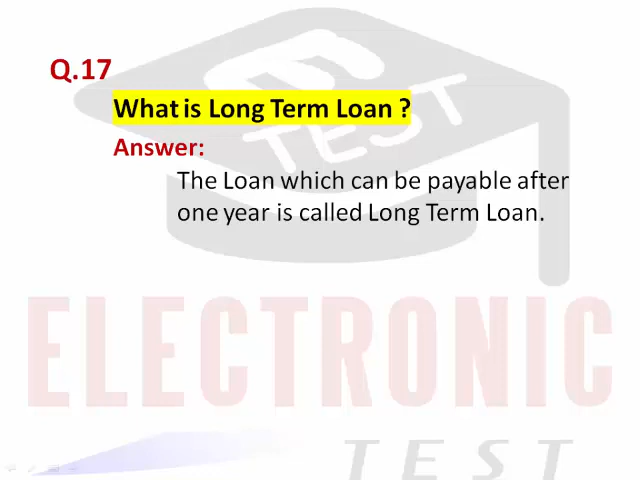 TEST
Q.17
What is Long Term Loan ?
Answer:
The Loan which can be payable after
one year is called Long Term Loan.
ELECTRONIC
TEST